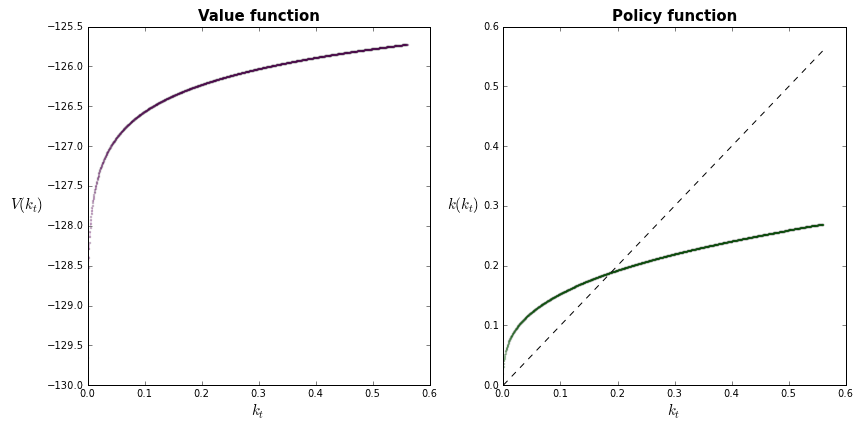 Value function
V(k_t)
−125.5
−126.0
−126.5
−127.0
−127.5
−128.0
−128.5
−129.0
−129.5
−130.0
0.0 0.1 0.2 0.3 0.4 0.5 0.6
k_t
Policy function
k(k_t)
0.6
0.5
0.4
0.3
0.2
0.1
0.0
0.0 0.1 0.2 0.3 0.4 0.5 0.6
k_t